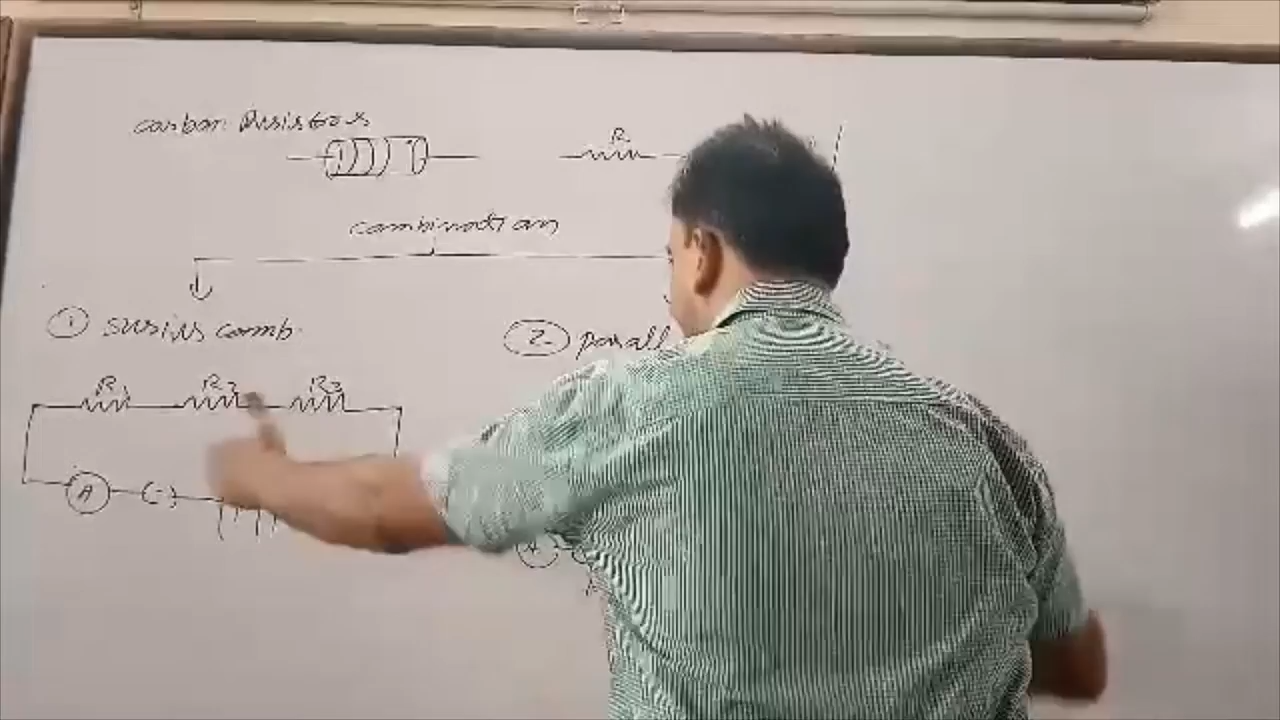 carbon Resistors
R
combination
1 series comb.
2 parall
R1 R2 R3
A
A